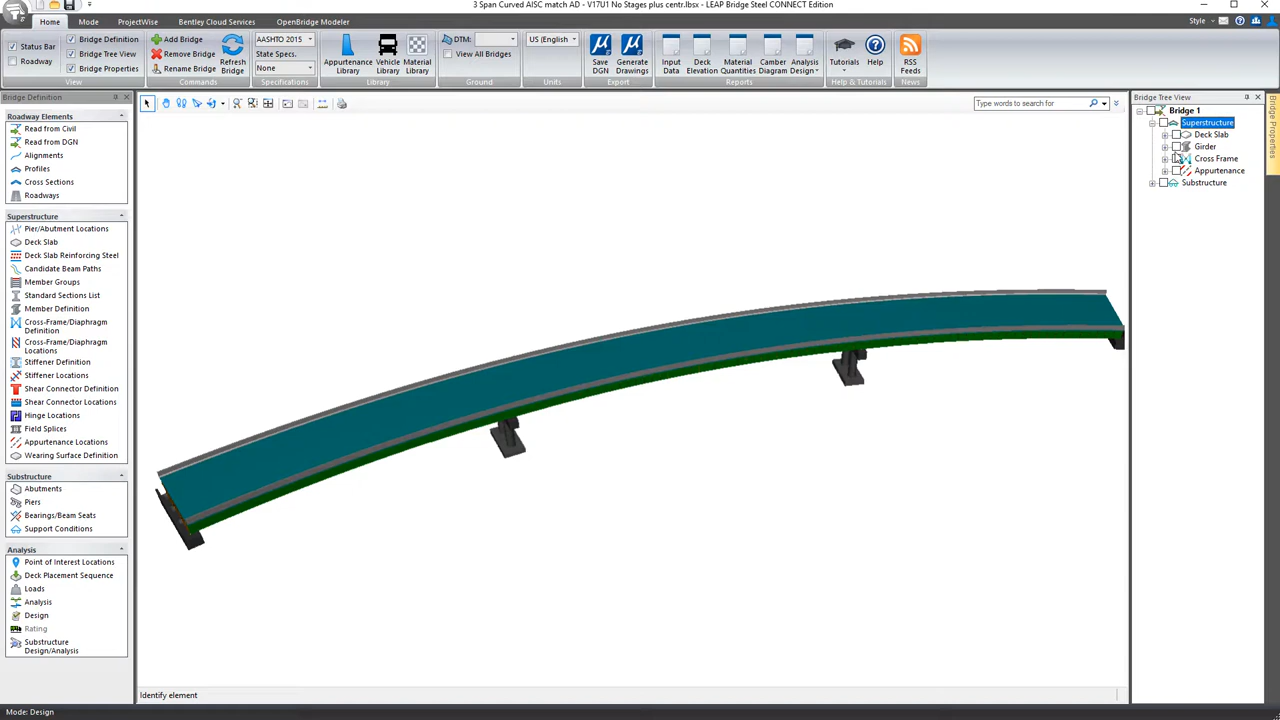 3 Span Curved AISC match AD - V17U1 No Stages plus centr.lbsx - LEAP Bridge Steel CONNECT Edition
Home Mode ProjectWise Bentley Cloud Services OpenBridge Modeler Style
Status Bar Bridge Definition Add Bridge AASHTO 2015 DTM: US (English
Roadway Bridge Tree View Remove Bridge State Specs. View All Bridges
Bridge Properties Rename Bridge None
Refresh Bridge
Appurtenance Library
Vehicle Library
Material Library
Save DGN
Generate Drawings
Input Data
Deck Elevation
Material Quantities
Camber Diagram
Analysis Design
Tutorials
Help
RSS Feeds
View Commands Specifications Library Ground Units Export Reports Help & Tutorials News
Bridge Definition
Roadway Elements
Read from Civil
Read from DGN
Alignments
Profiles
Cross Sections
Roadways
Superstructure
Pier/Abutment Locations
Deck Slab
Deck Slab Reinforcing Steel
Candidate Beam Paths
Member Groups
Standard Sections List
Member Definition
Cross-Frame/Diaphragm
Definition
Cross-Frame/Diaphragm
Locations
Stiffener Definition
Stiffener Locations
Shear Connector Definition
Shear Connector Locations
Hinge Locations
Field Splices
Appurtenance Locations
Wearing Surface Definition
Substructure
Abutments
Piers
Bearings/Beam Seats
Support Conditions
Analysis
Point of Interest Locations
Deck Placement Sequence
Loads
Analysis
Design
Rating
Substructure
Design/Analysis
Type words to search for
Bridge Tree View
Bridge 1
Superstructure
Deck Slab
Girder
Cross Frame
Appurtenance
Substructure
Bridge Properties
Identify element
Mode: Design